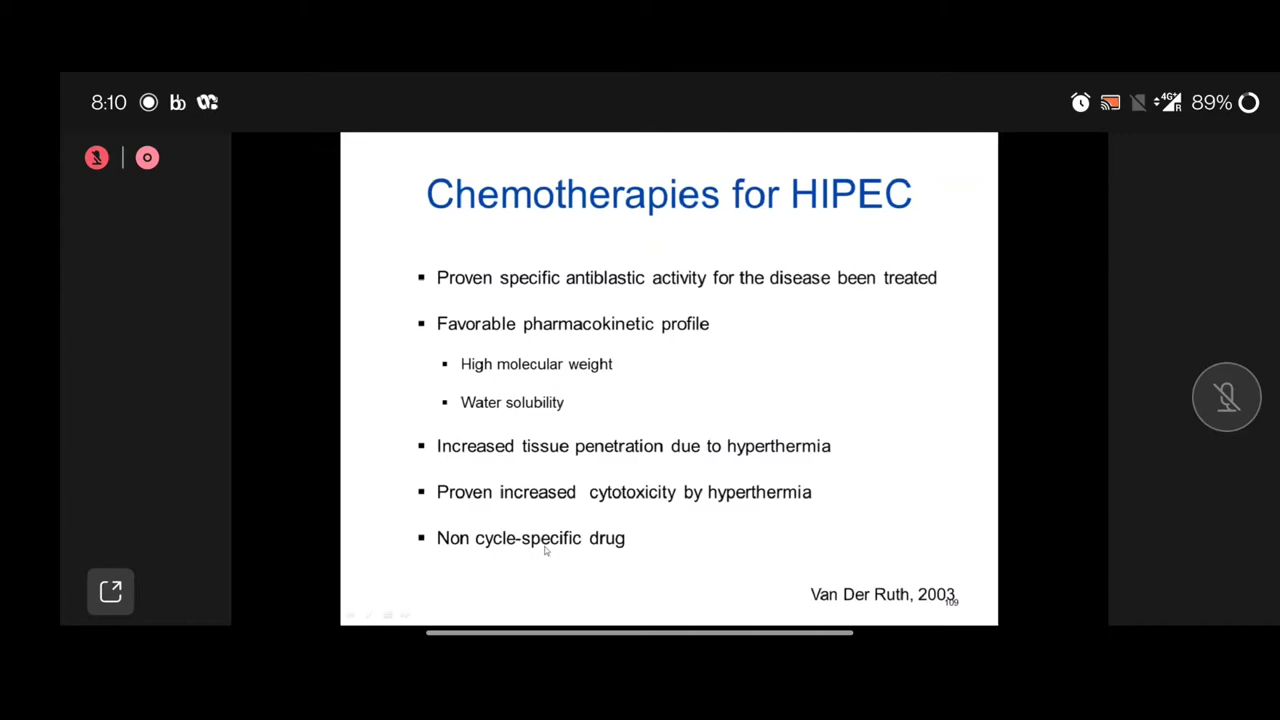 8:10
4G+
R
89%
Chemotherapies for HIPEC
▪ Proven specific antiblastic activity for the disease been treated
▪ Favorable pharmacokinetic profile
▪ High molecular weight
▪ Water solubility
▪ Increased tissue penetration due to hyperthermia
▪ Proven increased cytotoxicity by hyperthermia
▪ Non cycle-specific drug
Van Der Ruth, 2003
109